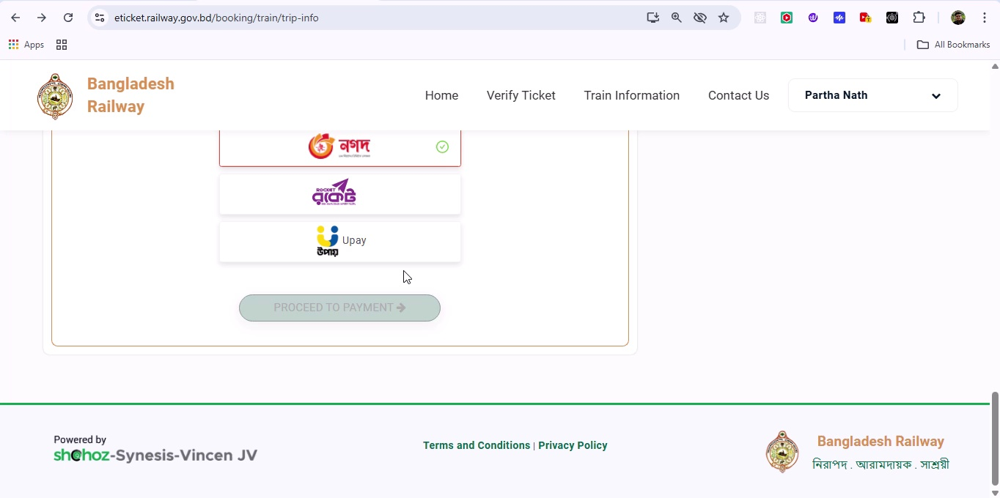 eticket.railway.gov.bd/booking/train/trip-info
Apps
All Bookmarks
Bangladesh
Railway
Home
Verify Ticket
Train Information
Contact Us
Partha Nath
নগদ
ROCKET
রকেট
Upay
উপায়
PROCEED TO PAYMENT
Powered by
shohoz-Synesis-Vincen JV
Terms and Conditions | Privacy Policy
Bangladesh Railway
নিরাপদ . আরামদায়ক . সাশ্রয়ী